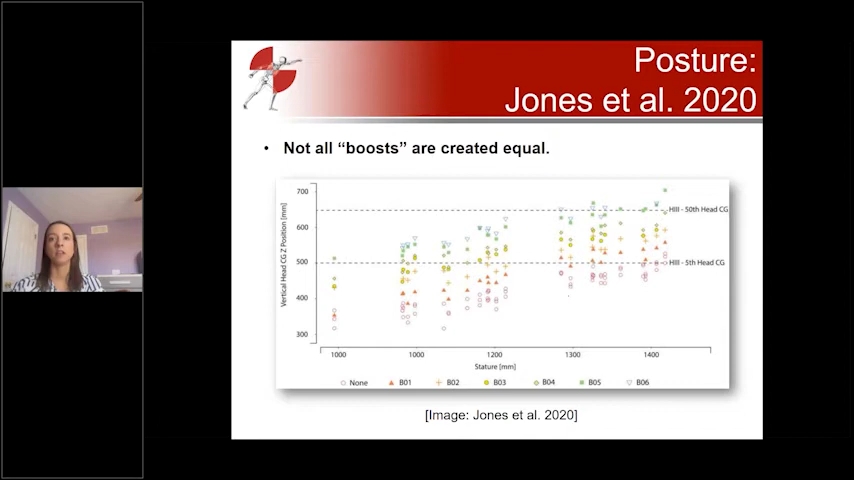 Posture:
Jones et al. 2020
• Not all “boosts” are created equal.
700
600
500
400
300
Vertical Head CG Z Position [mm]
HIII - 50th Head CG
HIII - 5th Head CG
1000 1000 1200 1300 1400
Stature [mm]
None B01 B02 B03 B04 B05 B06
[Image: Jones et al. 2020]